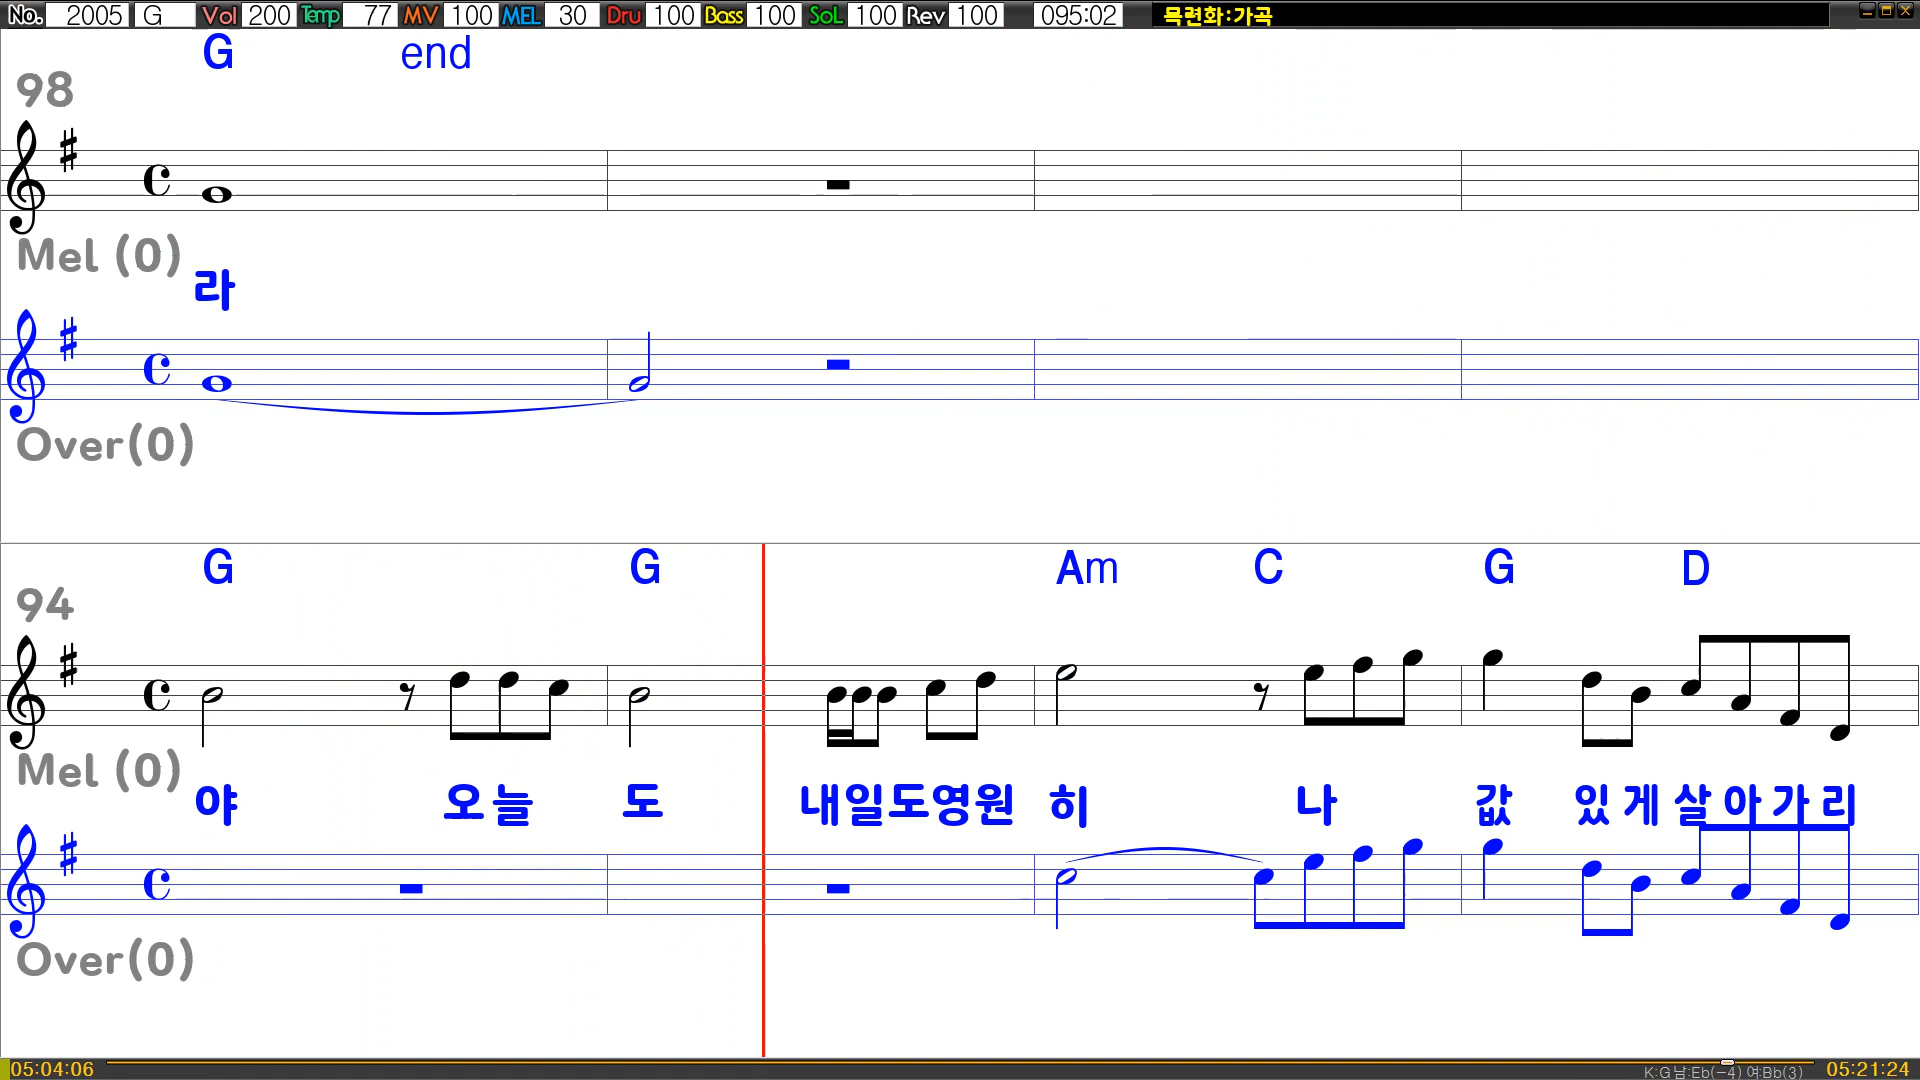 No. 2005 G Vol 200 Temp 77 MV 100 MEL 30 Dru 100 Bass 100 SoL 100 Rev 100 095:02 목련화:가곡
G end
98
Mel (0)
라
Over(0)
G G Am C G D
94
Mel (0)
야 오늘 도 내일도영원 히 나 값 있게살아가리
Over(0)
05:04:06 K:G 남:Eb(-4) 여:Bb(3) 05:21:24